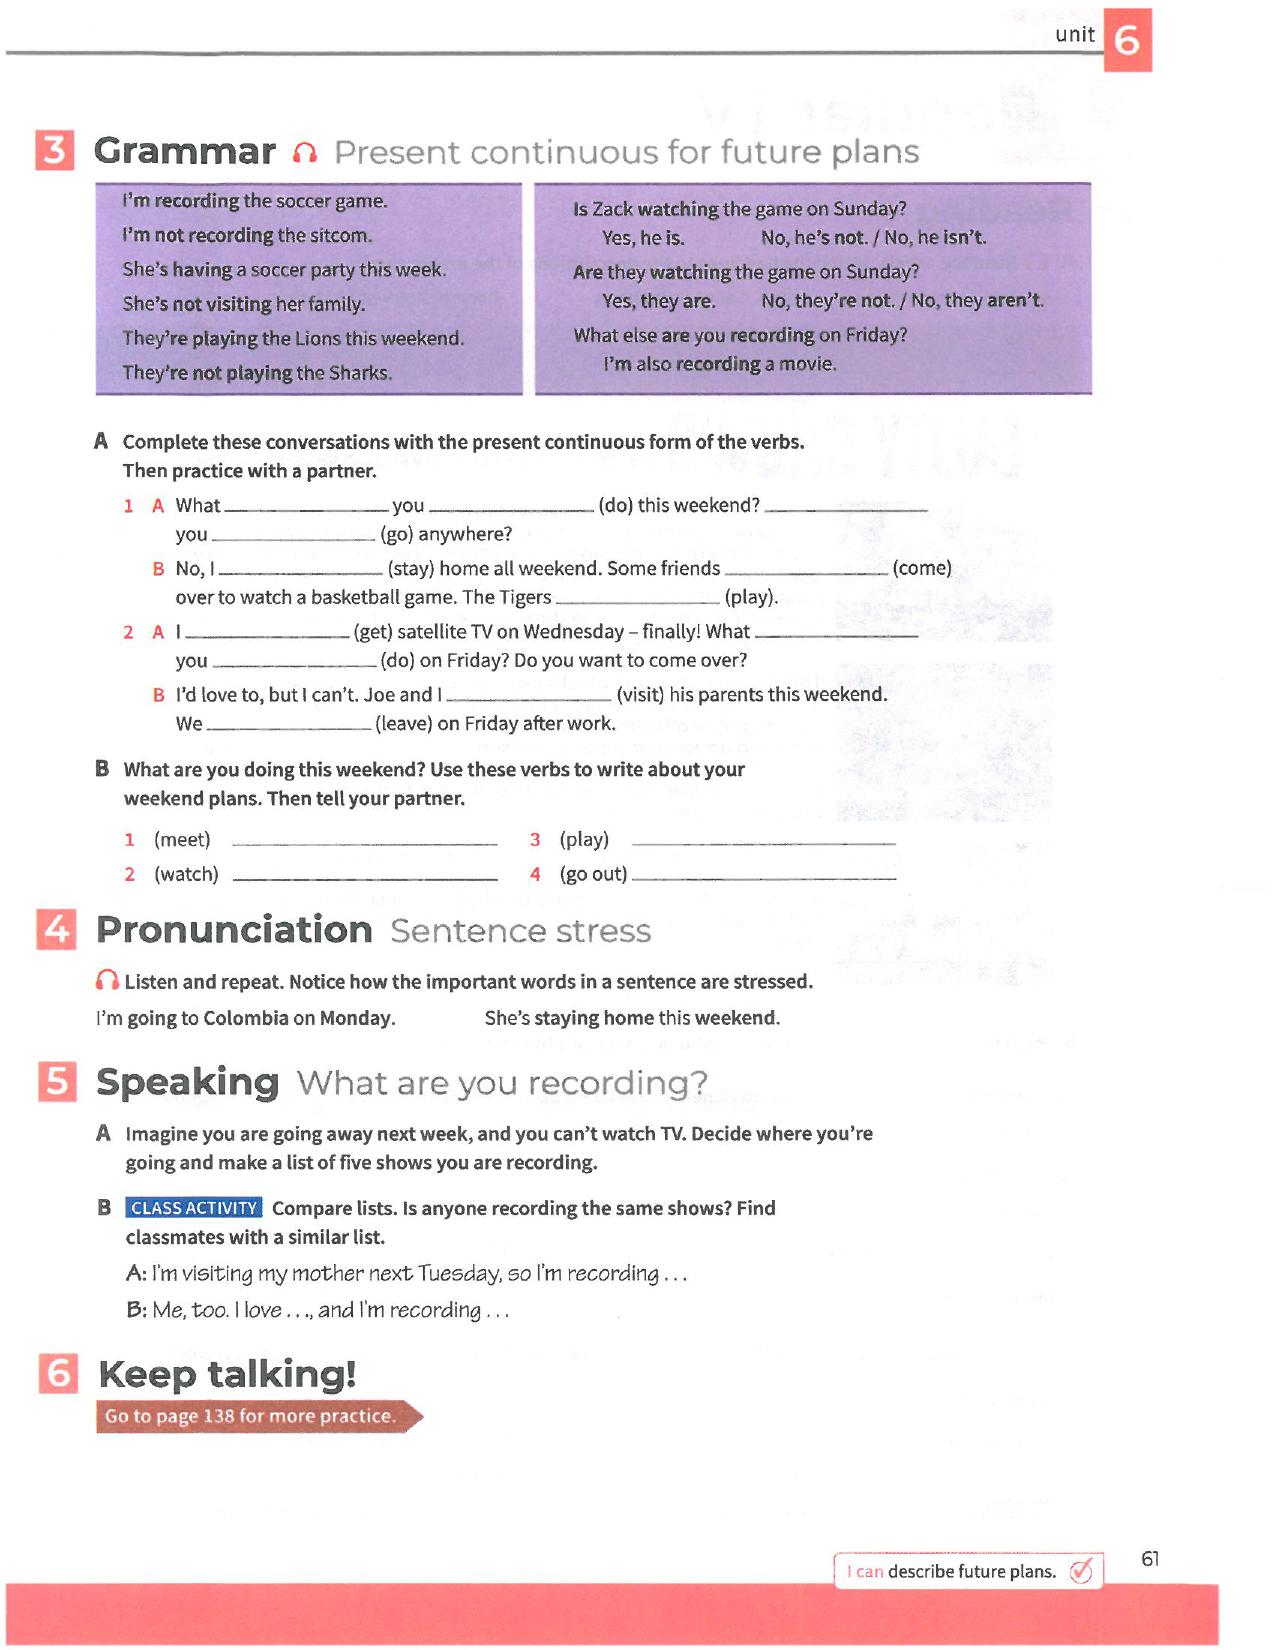 unit 6
3 Grammar Present continuous for future plans
I'm recording the soccer game.
I'm not recording the sitcom.
She's having a soccer party this week.
She's not visiting her family.
They're playing the Lions this weekend.
They're not playing the Sharks.
Is Zack watching the game on Sunday?
Yes, he is. No, he's not. / No, he isn't.
Are they watching the game on Sunday?
Yes, they are. No, they're not. / No, they aren't.
What else are you recording on Friday?
I'm also recording a movie.
A Complete these conversations with the present continuous form of the verbs.
Then practice with a partner.
1 A What ________ you ________ (do) this weekend? ________
you ________ (go) anywhere?
B No, I ________ (stay) home all weekend. Some friends ________ (come)
over to watch a basketball game. The Tigers ________ (play).
2 A I ________ (get) satellite TV on Wednesday – finally! What ________
you ________ (do) on Friday? Do you want to come over?
B I'd love to, but I can't. Joe and I ________ (visit) his parents this weekend.
We ________ (leave) on Friday after work.
B What are you doing this weekend? Use these verbs to write about your
weekend plans. Then tell your partner.
1 (meet) ________ 3 (play) ________
2 (watch) ________ 4 (go out) ________
4 Pronunciation Sentence stress
Listen and repeat. Notice how the important words in a sentence are stressed.
I'm going to Colombia on Monday. She's staying home this weekend.
5 Speaking What are you recording?
A Imagine you are going away next week, and you can't watch TV. Decide where you're
going and make a list of five shows you are recording.
B CLASS ACTIVITY Compare lists. Is anyone recording the same shows? Find
classmates with a similar list.
A: I'm visiting my mother next Tuesday, so I'm recording . . .
B: Me, too. I love . . ., and I'm recording . . .
6 Keep talking!
Go to page 138 for more practice.
I can describe future plans.
61